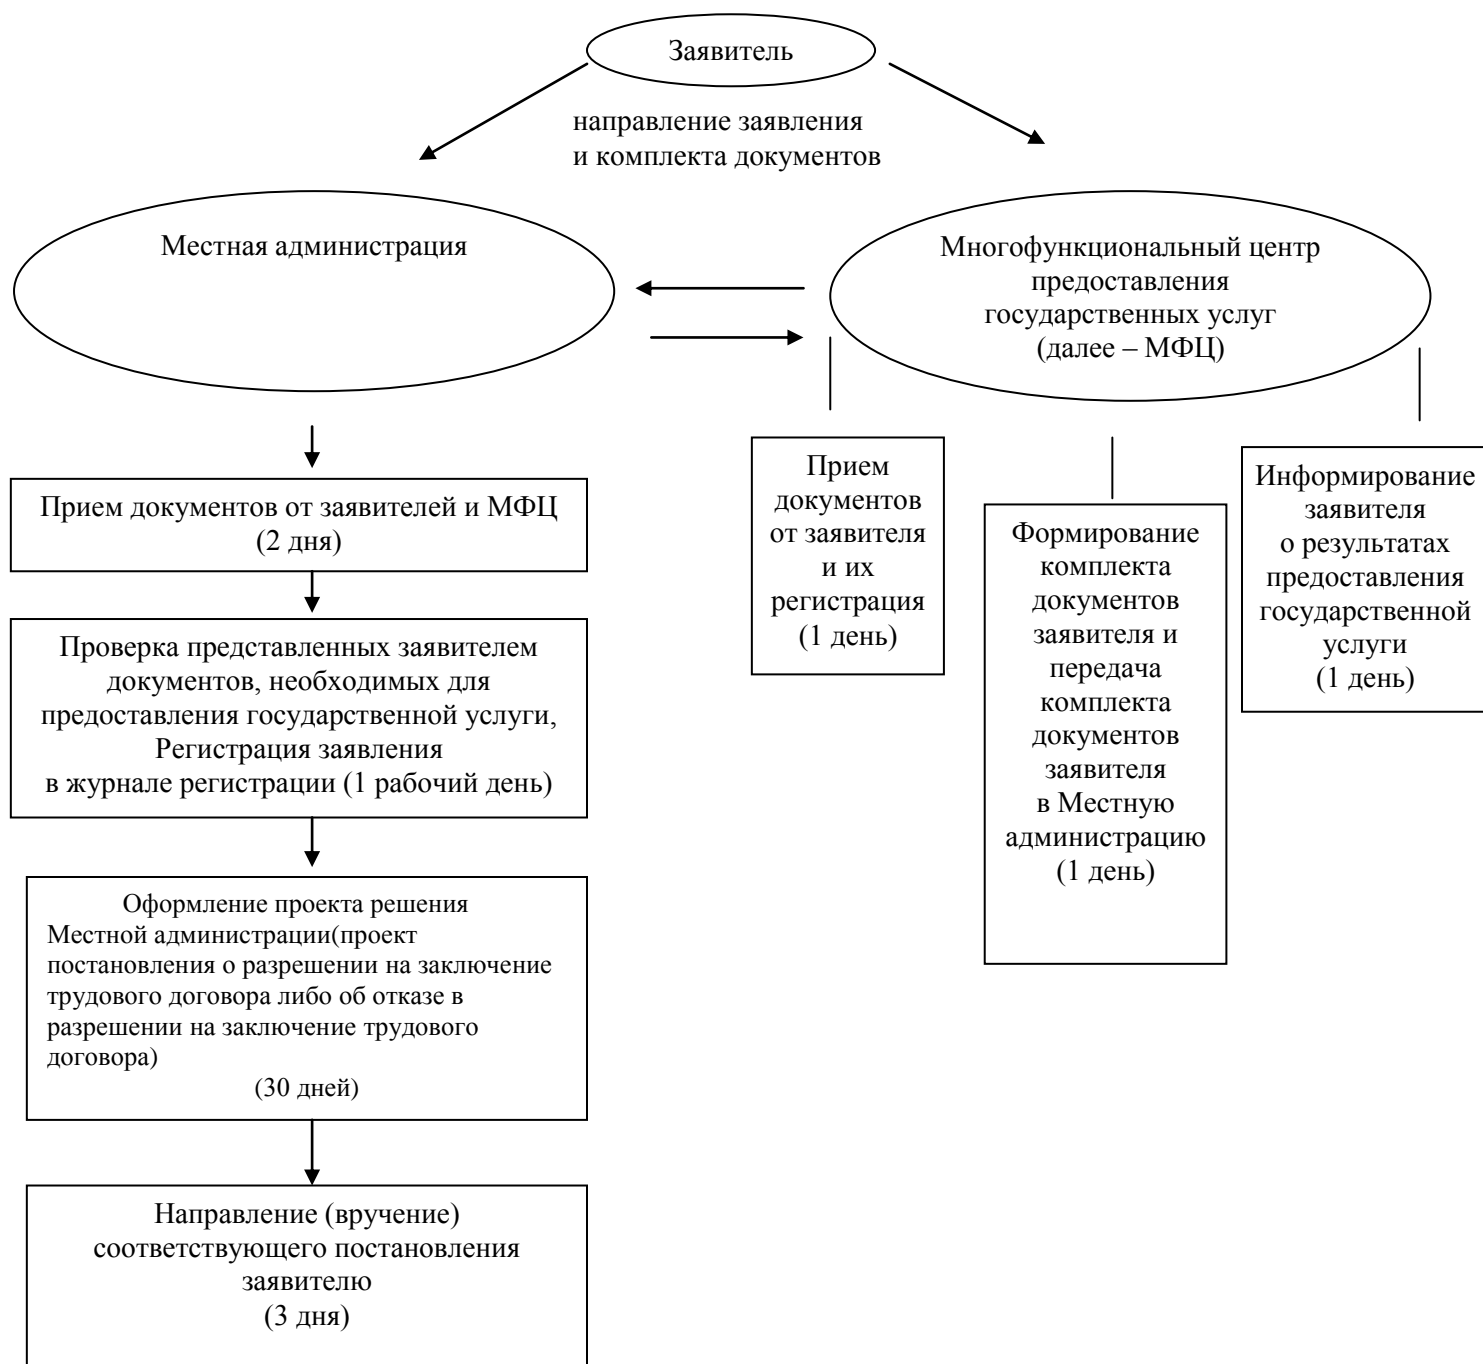 Заявитель
направление заявления
и комплекта документов
Местная администрация
Многофункциональный центр
предоставления
государственных услуг
(далее – МФЦ)
Прием документов от заявителей и МФЦ
(2 дня)
Проверка представленных заявителем
документов, необходимых для
предоставления государственной услуги,
Регистрация заявления
в журнале регистрации (1 рабочий день)
Оформление проекта решения
Местной администрации(проект
постановления о разрешении на заключение
трудового договора либо об отказе в
разрешении на заключение трудового
договора)
(30 дней)
Направление (вручение)
соответствующего постановления
заявителю
(3 дня)
Прием
документов
от заявителя
и их
регистрация
(1 день)
Формирование
комплекта
документов
заявителя и
передача
комплекта
документов
заявителя
в Местную
администрацию
(1 день)
Информирование
заявителя
о результатах
предоставления
государственной
услуги
(1 день)